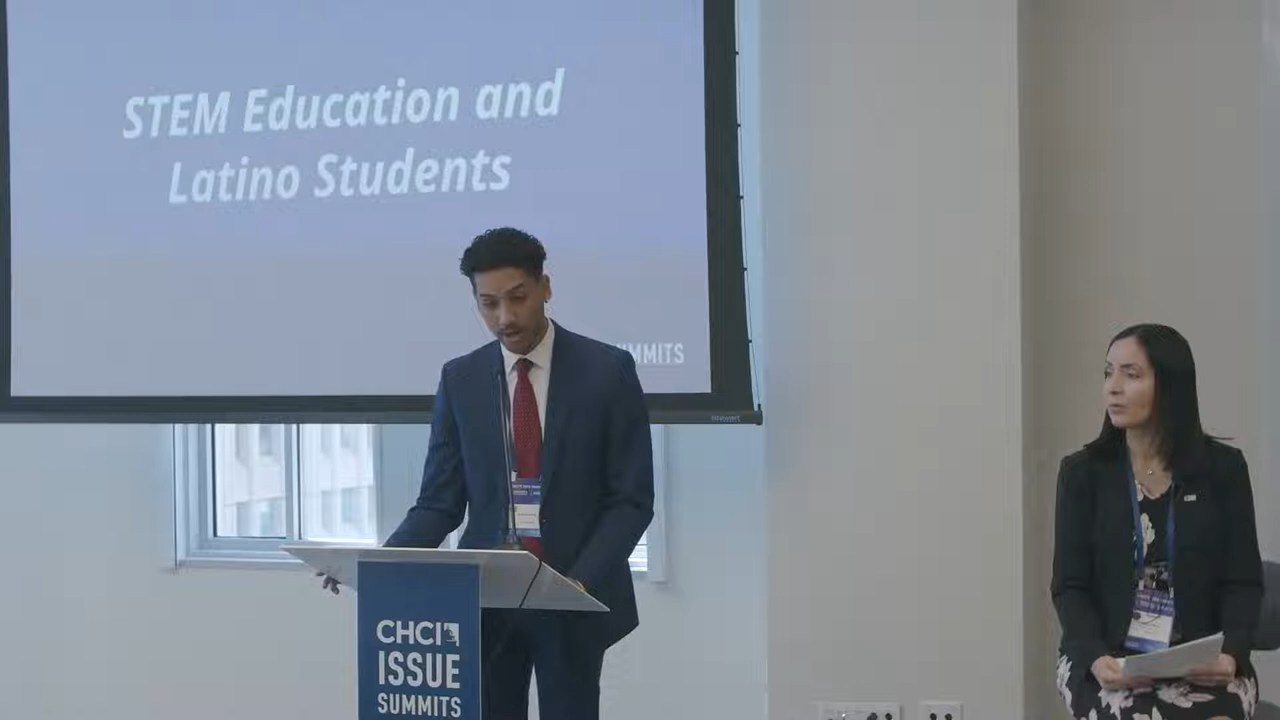 STEM Education and
Latino Students
SUMMITS
CHCI
ISSUE
SUMMITS